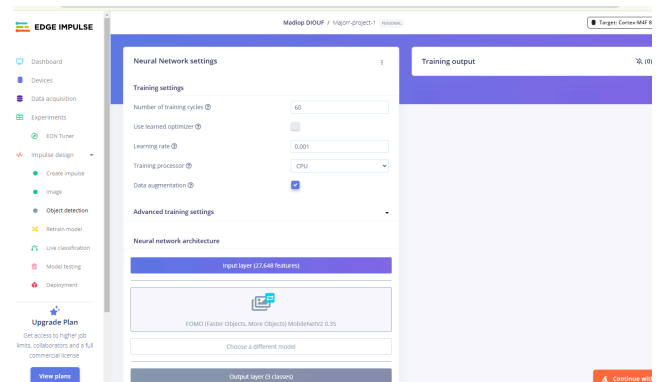 EDGE IMPULSE
Madiop DIOUF / Majorr-project-1 PERSONAL
Target: Cortex-M4F 8
Dashboard
Devices
Data acquisition
Experiments
EON Tuner
Impulse design
Create impulse
Image
Object detection
Retrain model
Live classification
Model testing
Deployment
Upgrade Plan
Get access to higher job
limits, collaborators and a full
commercial license.
View plans
Neural Network settings
Training settings
Number of training cycles
60
Use learned optimizer
Learning rate
0.001
Training processor
CPU
Data augmentation
Advanced training settings
Neural network architecture
Input layer (27,648 features)
FOMO (Faster Objects, More Objects) MobileNetV2 0.35
Choose a different model
Output layer (3 classes)
Training output
(0)
Continue with